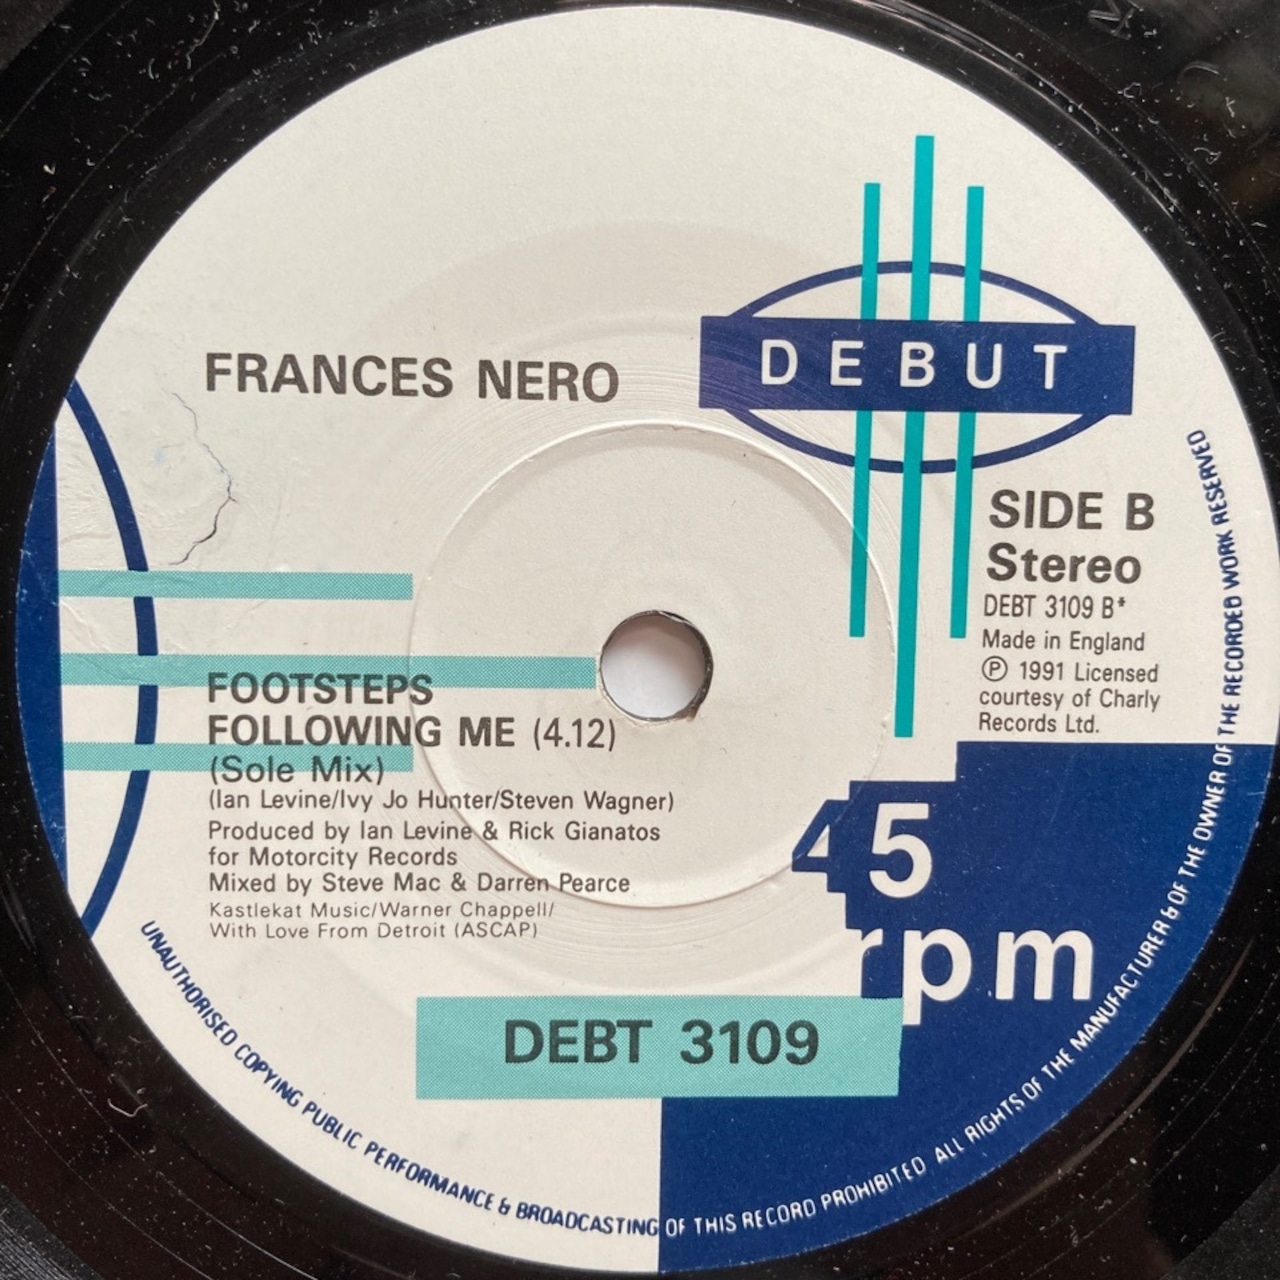 FRANCES NERO
DEBUT
SIDE B
Stereo
DEBT 3109 B*
Made in England
Ⓟ 1991 Licensed
courtesy of Charly
Records Ltd.
FOOTSTEPS
FOLLOWING ME (4.12)
(Sole Mix)
(Ian Levine/Ivy Jo Hunter/Steven Wagner)
Produced by Ian Levine & Rick Gianatos
for Motorcity Records
Mixed by Steve Mac & Darren Pearce
Kastlekat Music/Warner Chappell/
With Love From Detroit (ASCAP)
45
rpm
DEBT 3109
UNAUTHORISED COPYING PUBLIC PERFORMANCE & BROADCASTING OF THIS RECORD PROHIBITED ALL RIGHTS OF THE MANUFACTURER & OF THE OWNER OF THE RECORDED WORK RESERVED